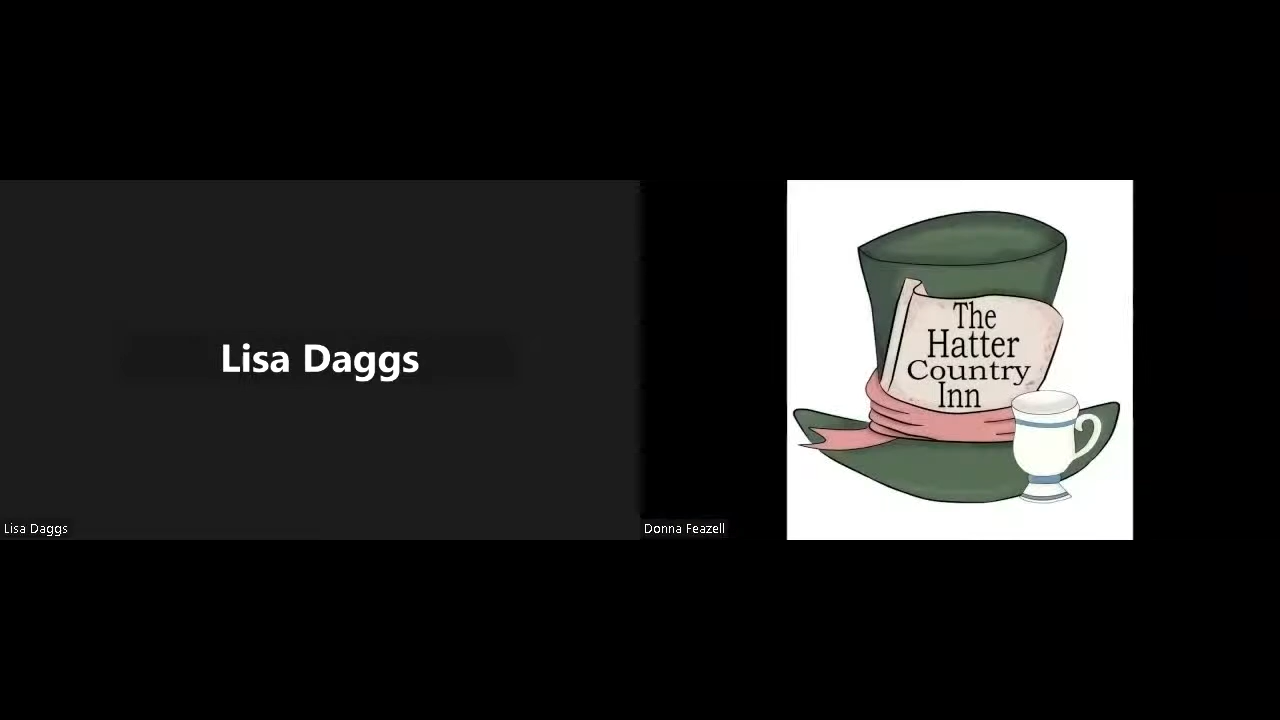 Lisa Daggs
Lisa Daggs
The
Hatter
Country
Inn
Donna Feazell